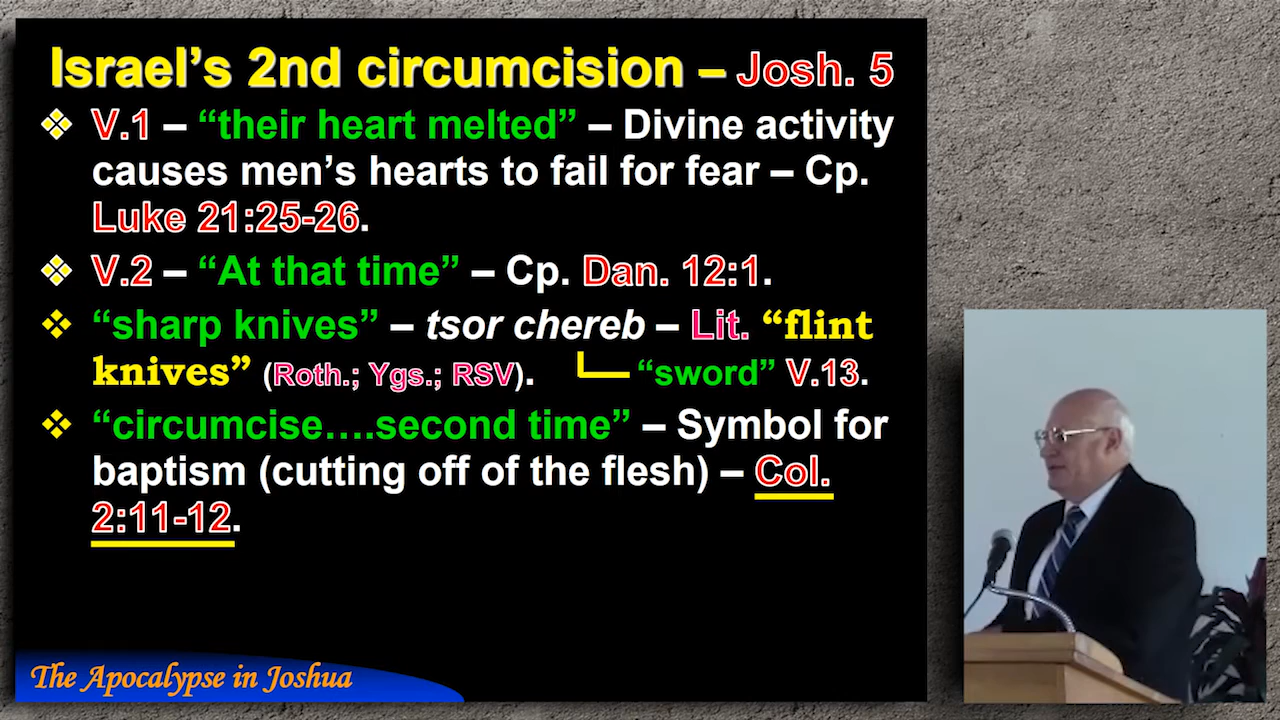 Israel’s 2nd circumcision – Josh. 5
❖ V.1 – “their heart melted” – Divine activity
causes men’s hearts to fail for fear – Cp.
Luke 21:25-26.
❖ V.2 – “At that time” – Cp. Dan. 12:1.
❖ “sharp knives” – tsor chereb – Lit. “flint
knives” (Roth.; Ygs.; RSV). “sword” V.13.
❖ “circumcise….second time” – Symbol for
baptism (cutting off of the flesh) – Col.
2:11-12.
The Apocalypse in Joshua